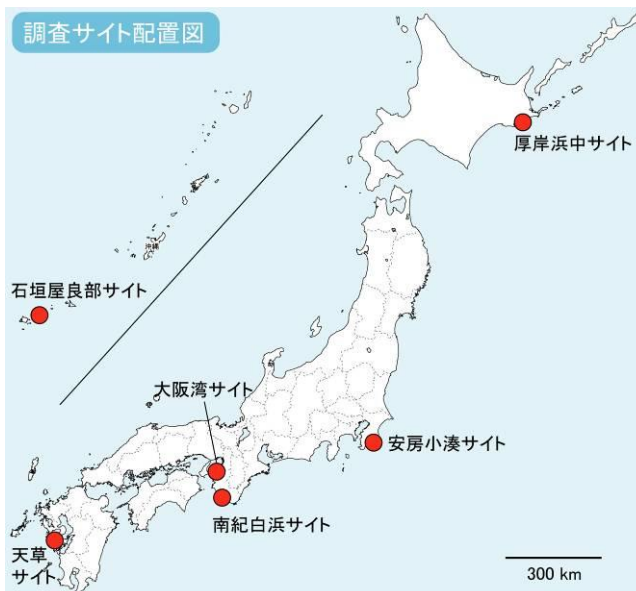 調査サイト配置図
厚岸浜中サイト
沖縄
石垣屋良部サイト
大阪湾サイト
安房小湊サイト
南紀白浜サイト
天草
サイト
300 km